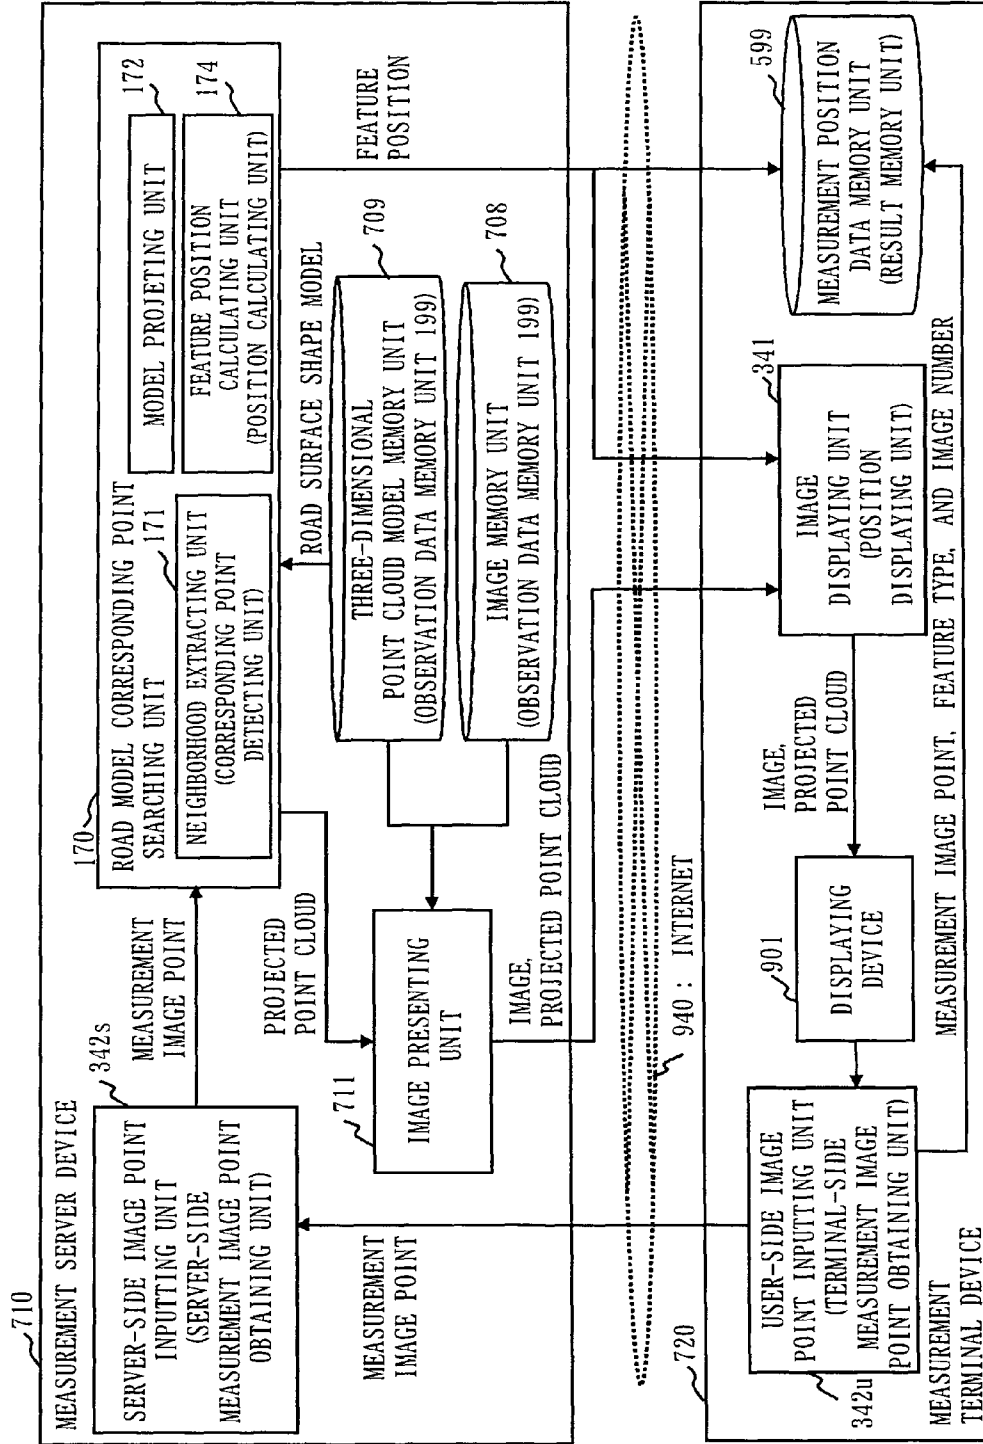 710
MEASUREMENT SERVER DEVICE
342s
SERVER-SIDE IMAGE POINT
INPUTTING UNIT
(SERVER-SIDE
MEASUREMENT IMAGE POINT
OBTAINING UNIT)
MEASUREMENT
IMAGE POINT
170
ROAD MODEL CORRESPONDING POINT
SEARCHING UNIT
171
NEIGHBORHOOD EXTRACTING UNIT
(CORRESPONDING POINT
DETECTING UNIT)
172
MODEL PROJETING UNIT
174
FEATURE POSITION
CALCULATING UNIT
(POSITION CALCULATING UNIT)
PROJECTED
POINT CLOUD
ROAD SURFACE SHAPE MODEL
FEATURE
POSITION
709
THREE-DIMENSIONAL
POINT CLOUD MODEL MEMORY UNIT
(OBSERVATION DATA MEMORY UNIT 199)
708
IMAGE MEMORY UNIT
(OBSERVATION DATA MEMORY UNIT 199)
711
IMAGE PRESENTING
UNIT
IMAGE,
PROJECTED POINT CLOUD
MEASUREMENT
IMAGE POINT
940 : INTERNET
720
MEASUREMENT
TERMINAL DEVICE
342u
USER-SIDE IMAGE
POINT INPUTING UNIT
(TERMINAL-SIDE
MEASUREMENT IMAGE
POINT OBTAINING UNIT)
901
DISPLAYING
DEVICE
IMAGE,
PROJECTED
POINT CLOUD
341
IMAGE
DISPLAYING UNIT
(POSITION
DISPLAYING UNIT)
599
MEASUREMENT POSITION
DATA MEMORY UNIT
(RESULT MEMORY UNIT)
MEASUREMENT IMAGE POINT, FEATURE TYPE, AND IMAGE NUMBER